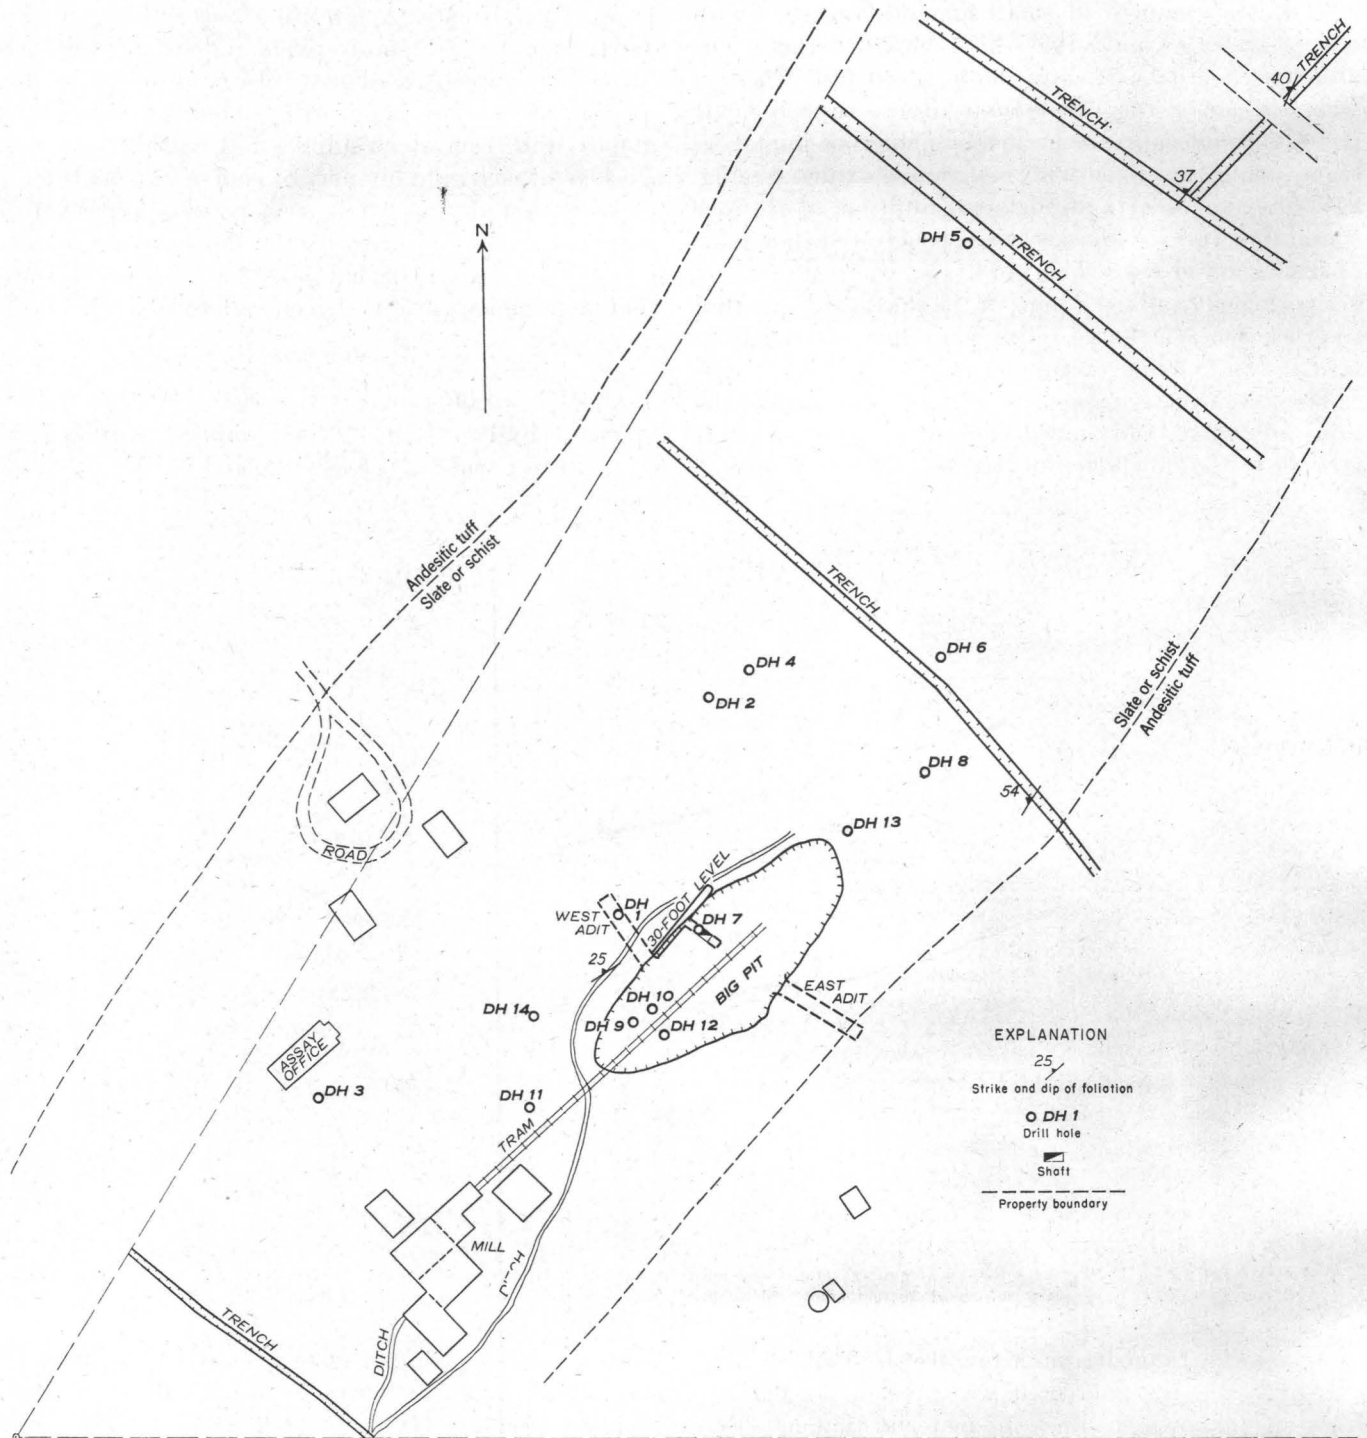 TRENCH
40
TRENCH
37
N
DH 5
TRENCH
Andesitic tuff
Slate or schist
TRENCH
DH 6
DH 4
DH 2
Slate or schist
Andesitic tuff
DH 8
54
DH 13
ROAD
30-FOOT LEVEL
DH
1
WEST
ADIT
DH 7
25
BIG PIT
EAST
ADIT
DH 10
DH 14
DH 9
DH 12
ASSAY
OFFICE
DH 3
DH 11
TRAM
EXPLANATION
25
Strike and dip of foliation
DH 1
Drill hole
Shaft
Property boundary
MILL
DITCH
TRENCH
DITCH